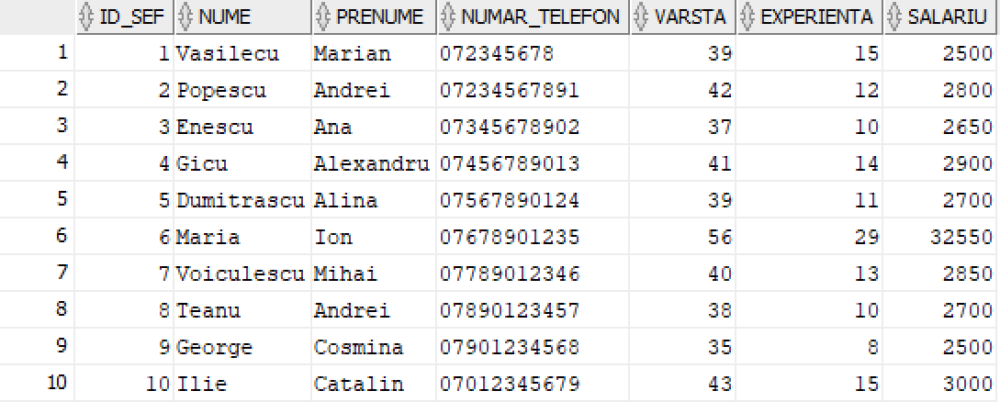 ID_SEF NUME PRENUME NUMAR_TELEFON VARSTA EXPERIENTA SALARIU
1 1 Vasilecu Marian 072345678 39 15 2500
2 2 Popescu Andrei 07234567891 42 12 2800
3 3 Enescu Ana 07345678902 37 10 2650
4 4 Gicu Alexandru 07456789013 41 14 2900
5 5 Dumitrascu Alina 07567890124 39 11 2700
6 6 Maria Ion 07678901235 56 29 32550
7 7 Voiculescu Mihai 07789012346 40 13 2850
8 8 Teanu Andrei 07890123457 38 10 2700
9 9 George Cosmina 07901234568 35 8 2500
10 10 Ilie Catalin 07012345679 43 15 3000